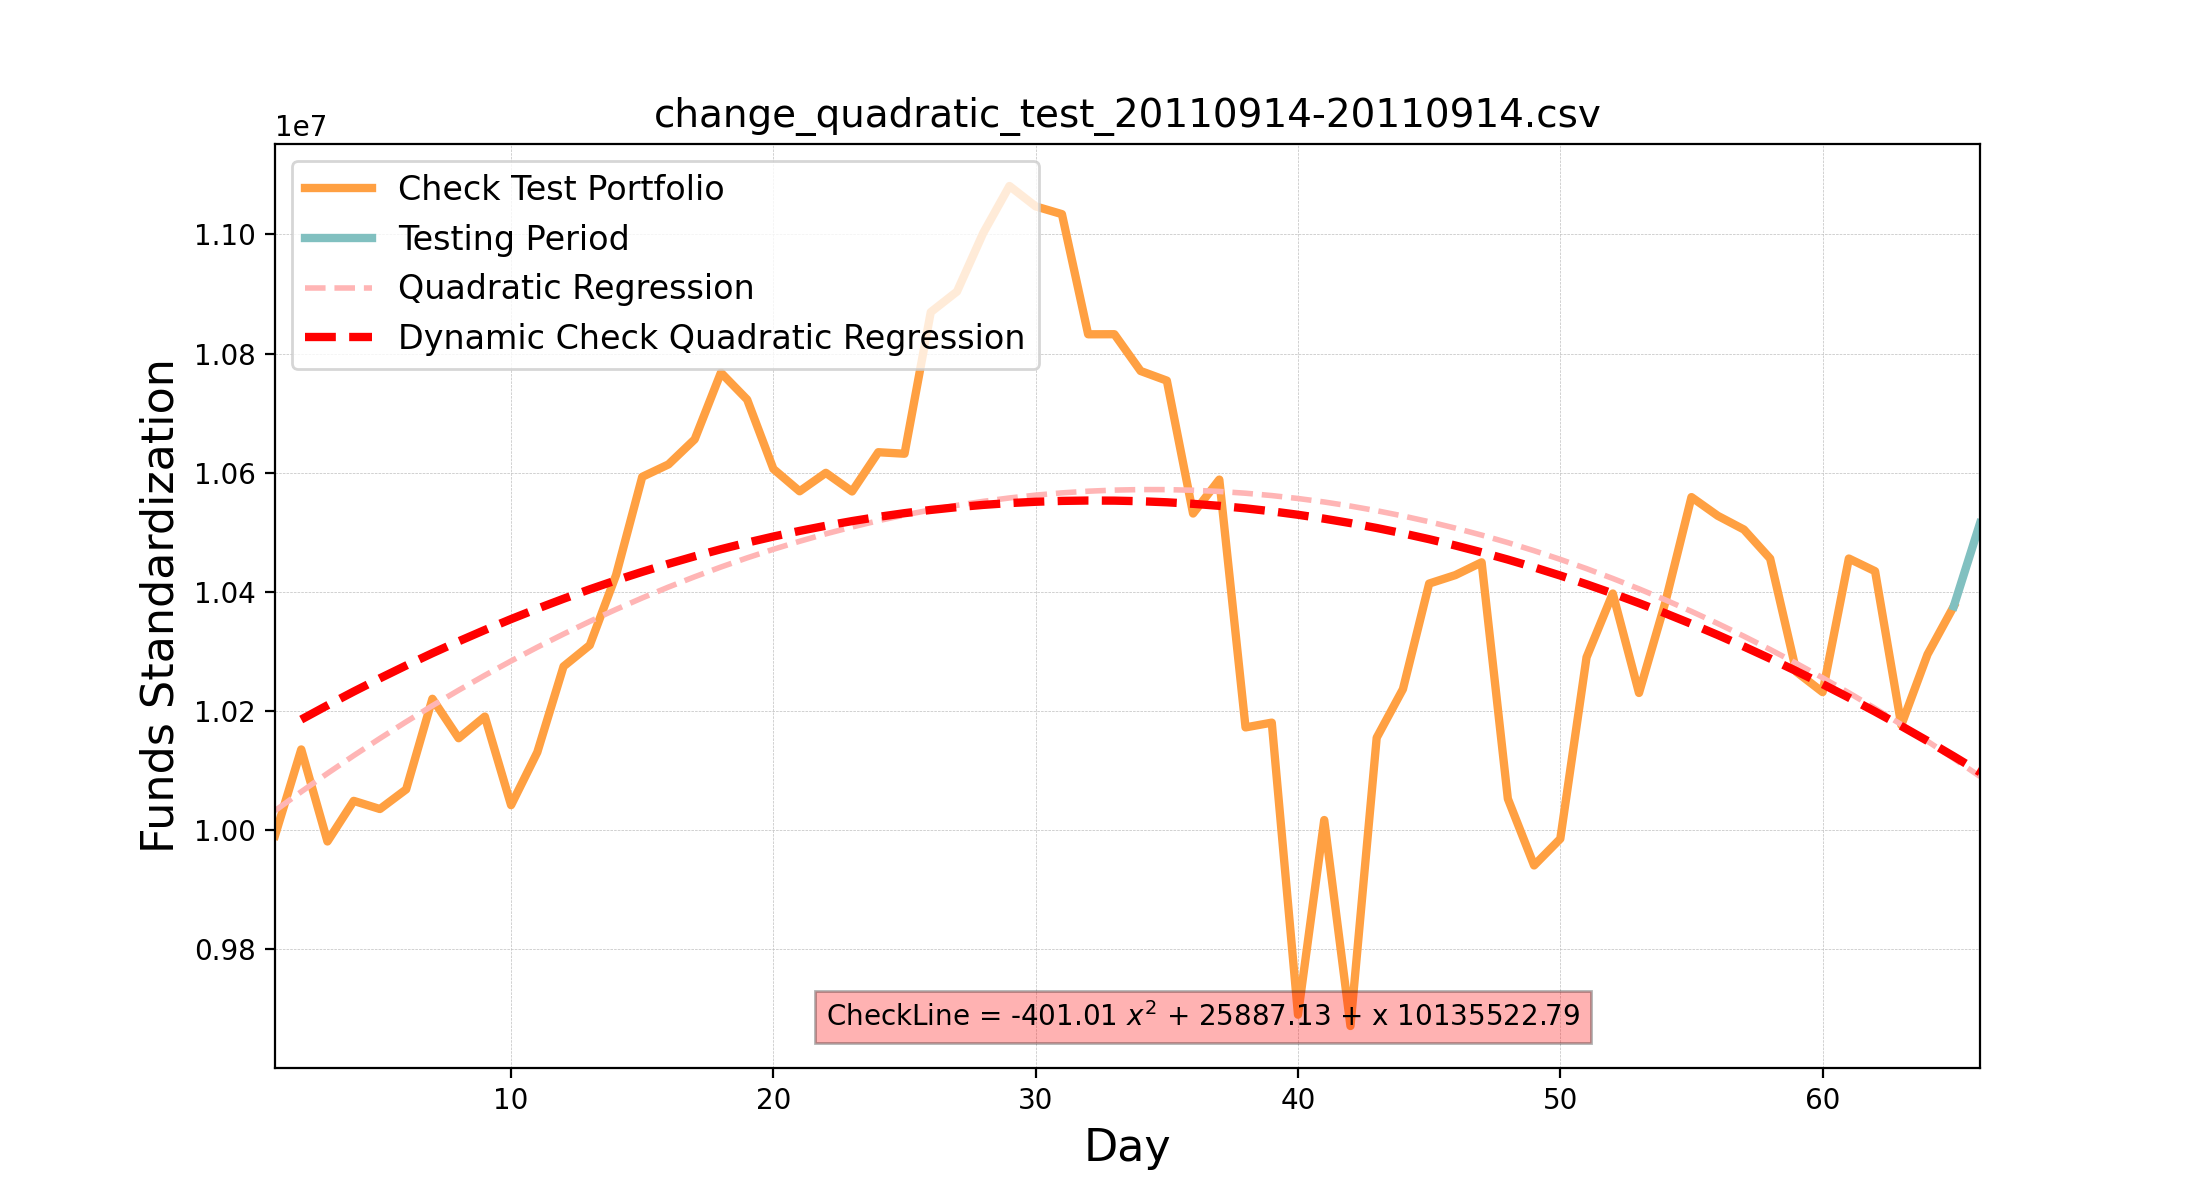 change_quadratic_test_20110914-20110914.csv
1e7
Check Test Portfolio
Testing Period
Quadratic Regression
Dynamic Check Quadratic Regression
1.10
1.08
1.06
1.04
1.02
1.00
0.98
Funds Standardization
CheckLine = -401.01 x² + 25887.13 + x 10135522.79
10 20 30 40 50 60
Day